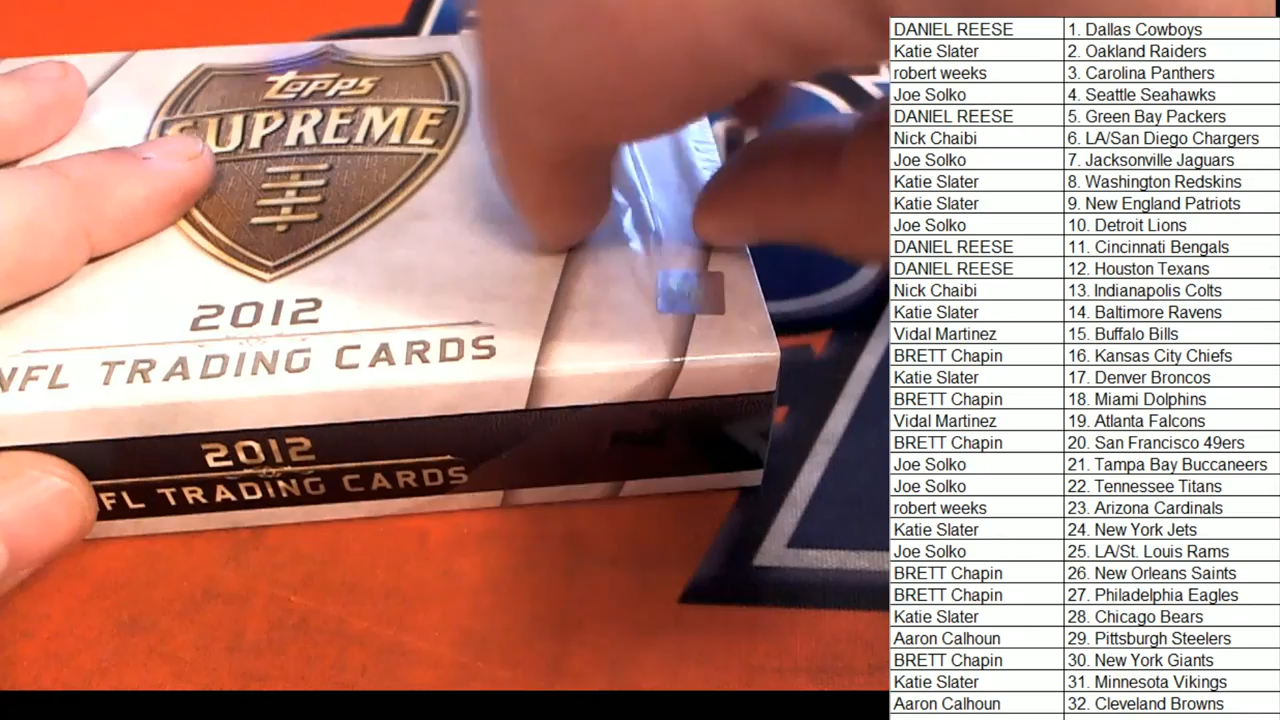 Topps
SUPREME
2012
NFL TRADING CARDS
2012
NFL TRADING CARDS
DANIEL REESE 1. Dallas Cowboys
Katie Slater 2. Oakland Raiders
robert weeks 3. Carolina Panthers
Joe Solko 4. Seattle Seahawks
DANIEL REESE 5. Green Bay Packers
Nick Chaibi 6. LA/San Diego Chargers
Joe Solko 7. Jacksonville Jaguars
Katie Slater 8. Washington Redskins
Katie Slater 9. New England Patriots
Joe Solko 10. Detroit Lions
DANIEL REESE 11. Cincinnati Bengals
DANIEL REESE 12. Houston Texans
Nick Chaibi 13. Indianapolis Colts
Katie Slater 14. Baltimore Ravens
Vidal Martinez 15. Buffalo Bills
BRETT Chapin 16. Kansas City Chiefs
Katie Slater 17. Denver Broncos
BRETT Chapin 18. Miami Dolphins
Vidal Martinez 19. Atlanta Falcons
BRETT Chapin 20. San Francisco 49ers
Joe Solko 21. Tampa Bay Buccaneers
Joe Solko 22. Tennessee Titans
robert weeks 23. Arizona Cardinals
Katie Slater 24. New York Jets
Joe Solko 25. LA/St. Louis Rams
BRETT Chapin 26. New Orleans Saints
BRETT Chapin 27. Philadelphia Eagles
Katie Slater 28. Chicago Bears
Aaron Calhoun 29. Pittsburgh Steelers
BRETT Chapin 30. New York Giants
Katie Slater 31. Minnesota Vikings
Aaron Calhoun 32. Cleveland Browns